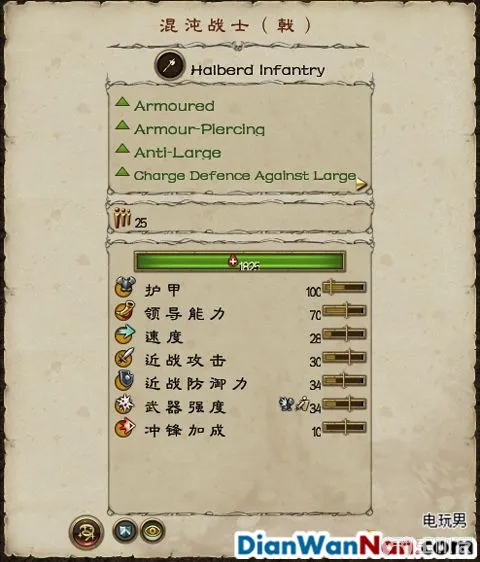 混沌战士（戟）
Halberd Infantry
Armoured
Armour-Piercing
Anti-Large
Charge Defence Against Large
25
1825
护甲 100
领导能力 70
速度 28
近战攻击 30
近战防御力 34
武器强度 34
冲锋加成 10
电玩男
DianWanNan.com